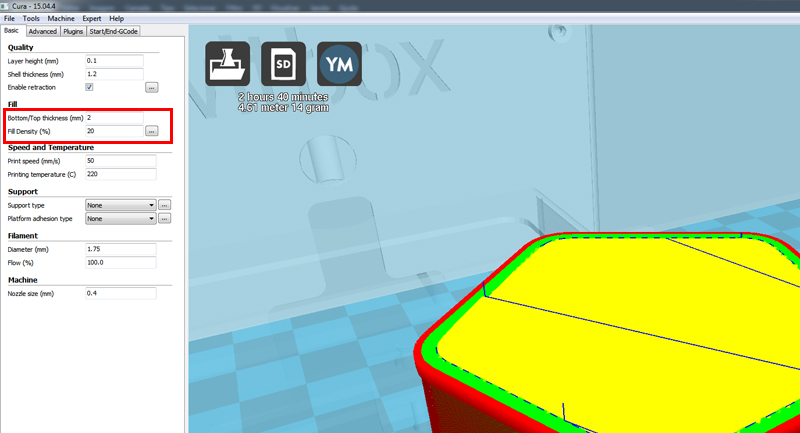 Cura - 15.04.4
File Tools Machine Expert Help
Basic Advanced Plugins Start/End-GCode
Quality
Layer height (mm) 0.1
Shell thickness (mm) 1.2
Enable retraction ...
Fill
Bottom/Top thickness (mm) 2
Fill Density (%) 20 ...
Speed and Temperature
Print speed (mm/s) 50
Printing temperature (C) 220
Support
Support type None ...
Platform adhesion type None ...
Filament
Diameter (mm) 1.75
Flow (%) 100.0
Machine
Nozzle size (mm) 0.4
SD YM
2 hours 40 minutes
4.61 meter 14 gram